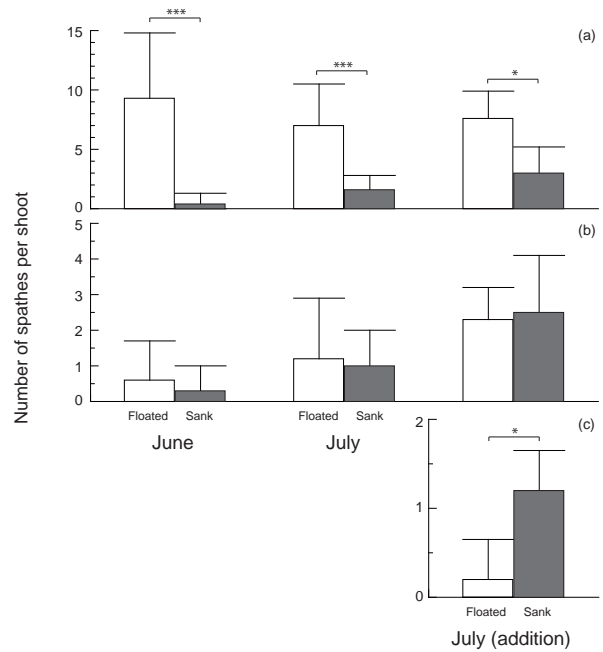 Number of spathes per shoot
(a)
15
10
5
0
***
***
*
(b)
6
5
4
3
2
1
0
Floated Sank Floated Sank
June July
(c)
2
1
0
*
Floated Sank
July (addition)